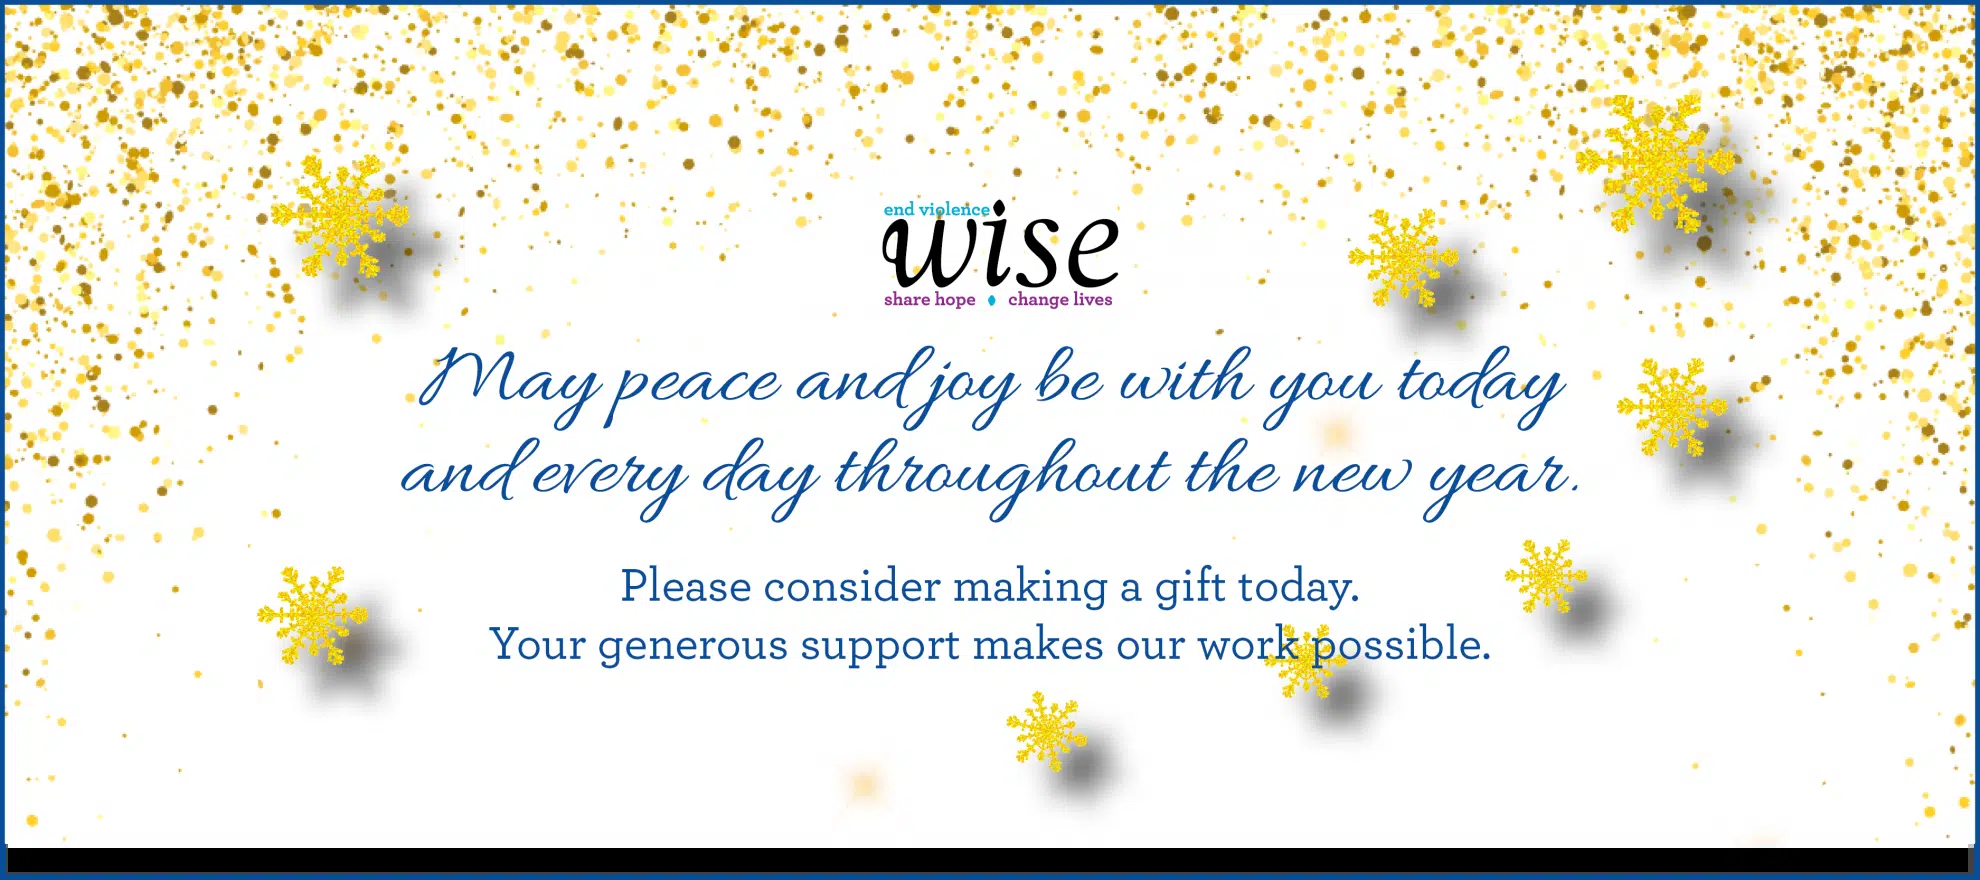 end violence
wise
share hope ♦ change lives
May peace and joy be with you today
and every day throughout the new year.
Please consider making a gift today.
Your generous support makes our work possible.